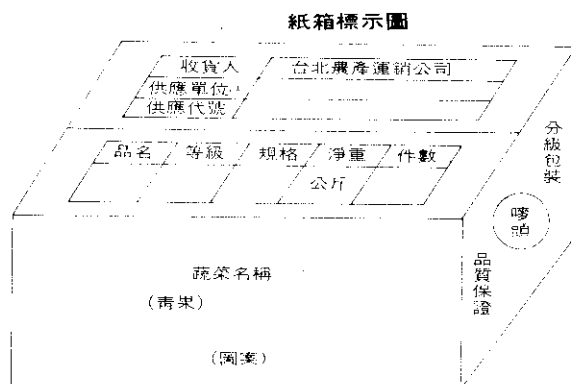 紙箱標示圖
收貨人 台北農產運銷公司
供應單位
供應代號
品名 等級 規格 淨重 件數
公斤
分級包裝
嘜頭
品質保證
蔬菜名稱
(青果)
(圖案)